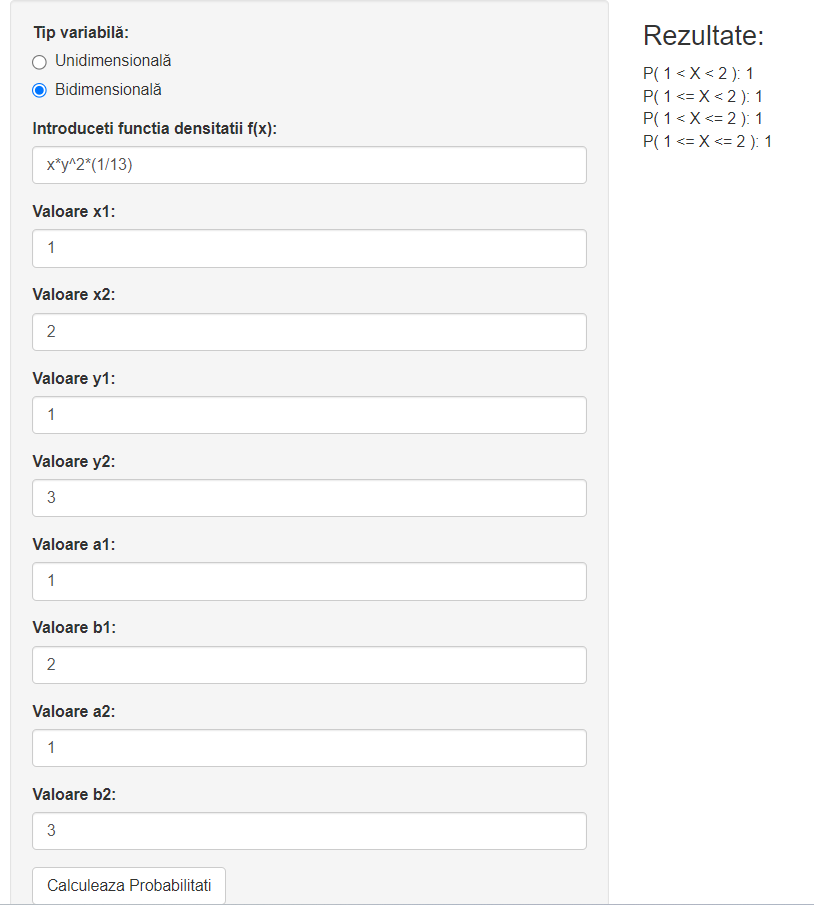 Tip variabilă:
Unidimensională
Bidimensională
Introduceti functia densitatii f(x):
x*y^2*(1/13)
Valoare x1:
1
Valoare x2:
2
Valoare y1:
1
Valoare y2:
3
Valoare a1:
1
Valoare b1:
2
Valoare a2:
1
Valoare b2:
3
Calculeaza Probabilitati
Rezultate:
P( 1 < X < 2 ): 1
P( 1 <= X < 2 ): 1
P( 1 < X <= 2 ): 1
P( 1 <= X <= 2 ): 1